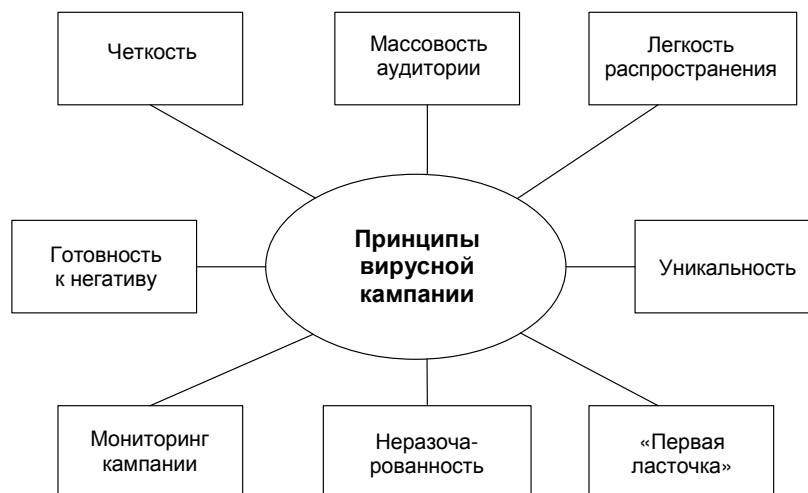 Четкость
Массовость
аудитории
Легкость
распространения
Готовность
к негативу
Принципы
вирусной
кампании
Уникальность
Мониторинг
кампании
Неразоча-
рованность
«Первая
ласточка»